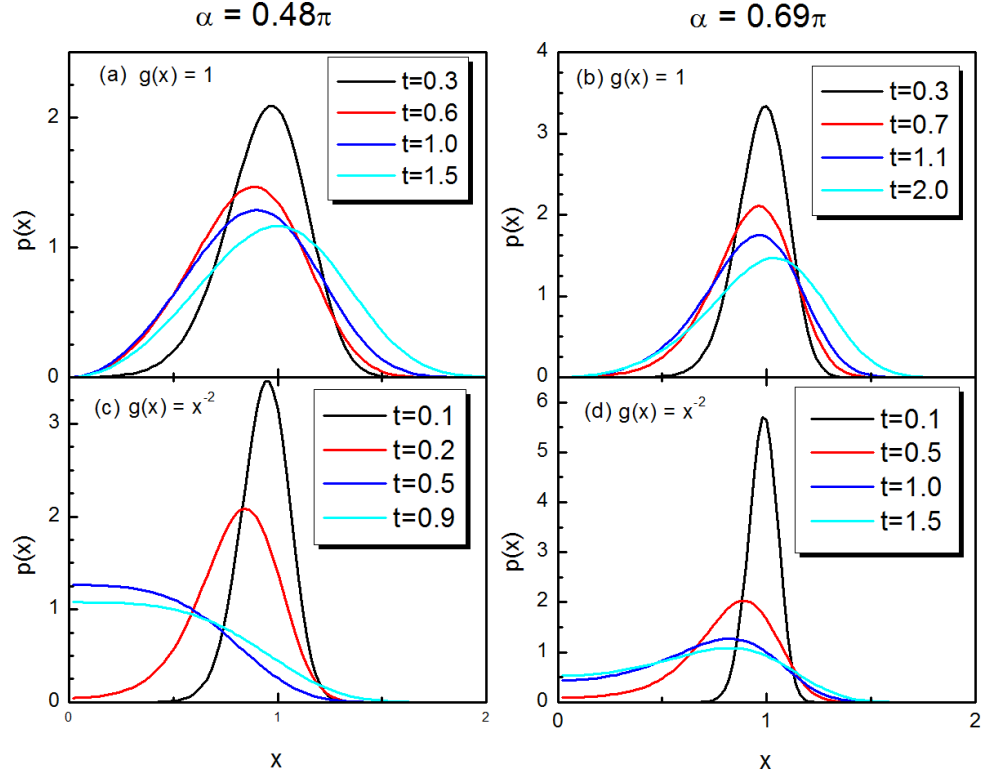 α = 0.48π
α = 0.69π
(a) g(x) = 1
t=0.3
t=0.6
t=1.0
t=1.5
p(x)
2
1
0
(b) g(x) = 1
t=0.3
t=0.7
t=1.1
t=2.0
p(x)
4
3
2
1
0
(c) g(x) = x⁻²
t=0.1
t=0.2
t=0.5
t=0.9
p(x)
3
2
1
0
0
1
2
x
(d) g(x) = x⁻²
t=0.1
t=0.5
t=1.0
t=1.5
p(x)
6
5
4
3
2
1
0
0
1
2
x